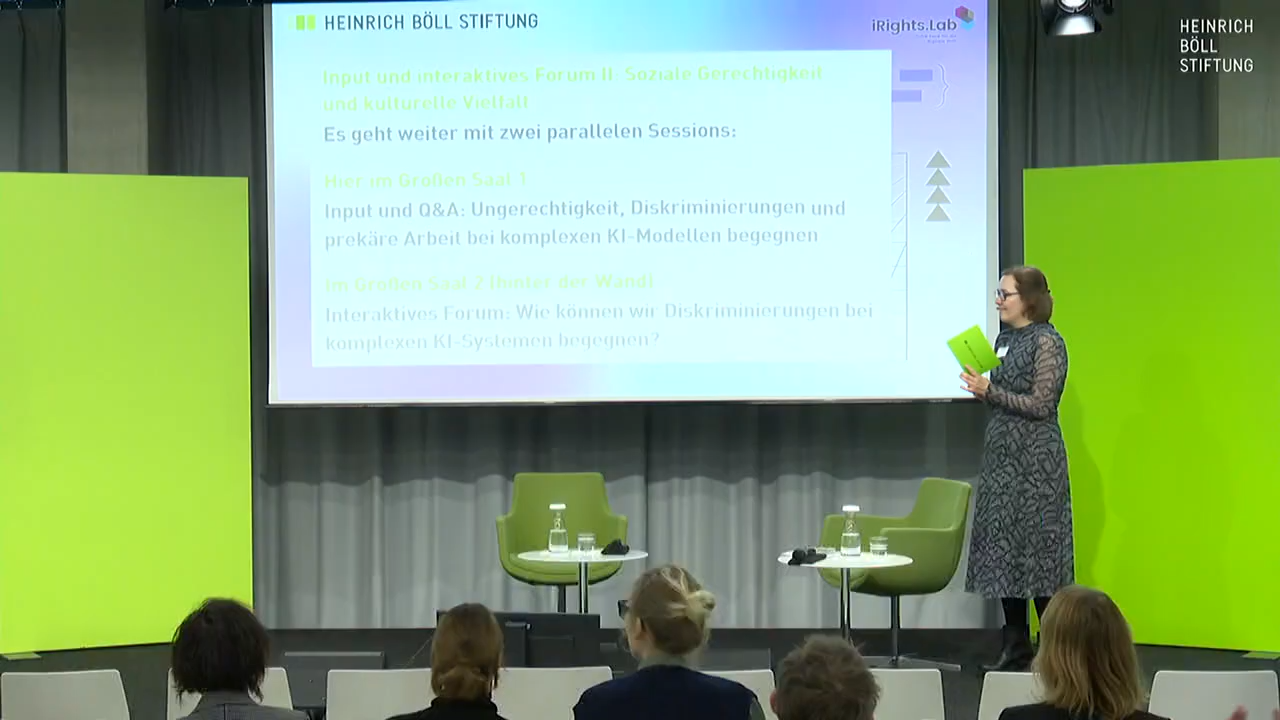 HEINRICH BÖLL STIFTUNG
iRights.Lab
HEINRICH
BÖLL
STIFTUNG
Input und interaktives Forum II: Soziale Gerechtigkeit
und kulturelle Vielfalt
Es geht weiter mit zwei parallelen Sessions:
Hier im Großen Saal 1
Input und Q&A: Ungerechtigkeit, Diskriminierungen und
prekäre Arbeit bei komplexen KI-Modellen begegnen
Im Großen Saal 2 (hinter der Wand)
Interaktives Forum: Wie können wir Diskriminierungen bei
komplexen KI-Systemen begegnen?